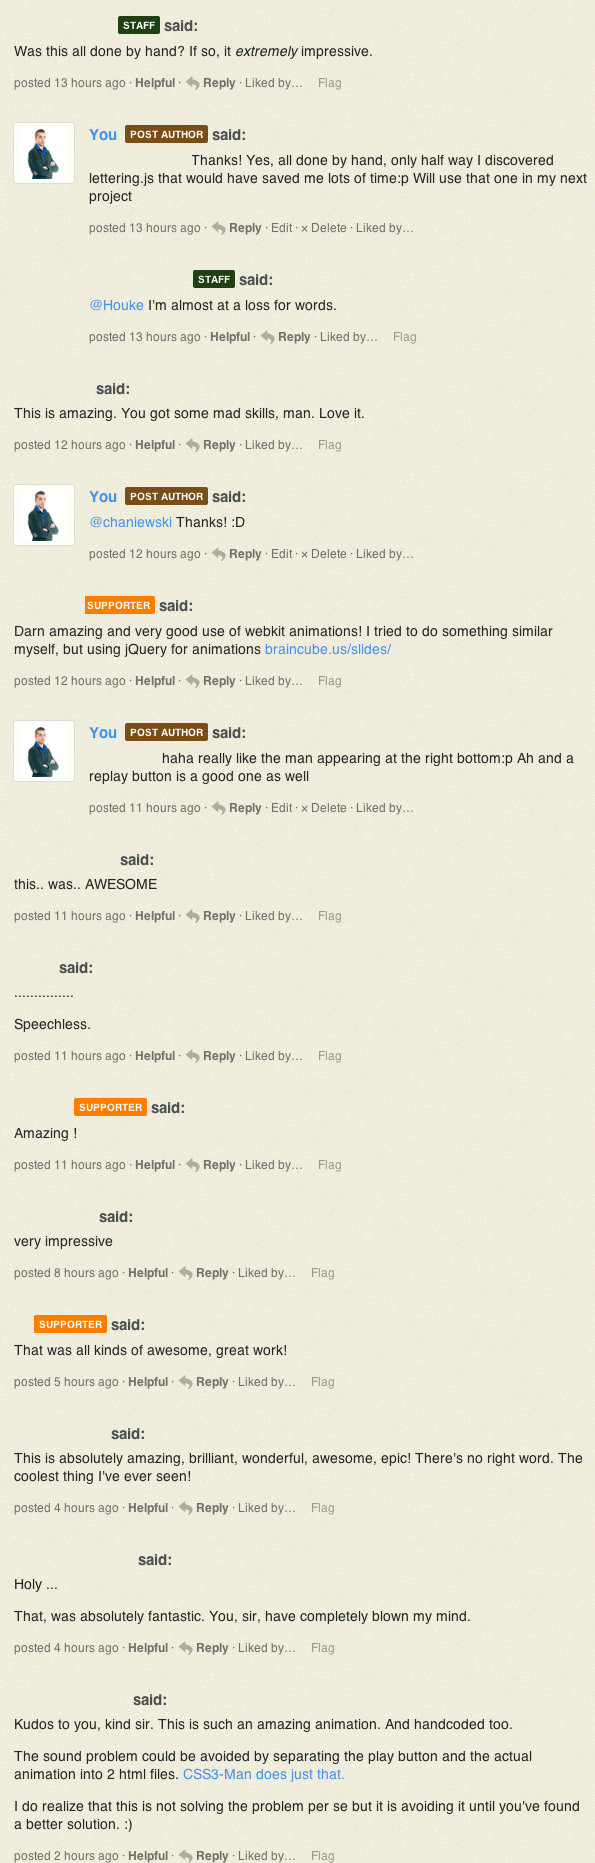 STAFF said:
Was this all done by hand? If so, it extremely impressive.
posted 13 hours ago · Helpful · Reply · Liked by... Flag
You POST AUTHOR said:
Thanks! Yes, all done by hand, only half way I discovered
lettering.js that would have saved me lots of time:p Will use that one in my next
project
posted 13 hours ago · Reply · Edit · × Delete · Liked by...
STAFF said:
@Houke I'm almost at a loss for words.
posted 13 hours ago · Helpful · Reply · Liked by... Flag
said:
This is amazing. You got some mad skills, man. Love it.
posted 12 hours ago · Helpful · Reply · Liked by... Flag
You POST AUTHOR said:
@chaniewski Thanks! :D
posted 12 hours ago · Reply · Edit · × Delete · Liked by...
SUPPORTER said:
Darn amazing and very good use of webkit animations! I tried to do something similar
myself, but using jQuery for animations braincube.us/slides/
posted 12 hours ago · Helpful · Reply · Liked by... Flag
You POST AUTHOR said:
haha really like the man appearing at the right bottom:p Ah and a
replay button is a good one as well
posted 11 hours ago · Reply · Edit · × Delete · Liked by...
said:
this.. was.. AWESOME
posted 11 hours ago · Helpful · Reply · Liked by... Flag
said:
...............
Speechless.
posted 11 hours ago · Helpful · Reply · Liked by... Flag
SUPPORTER said:
Amazing !
posted 11 hours ago · Helpful · Reply · Liked by... Flag
said:
very impressive
posted 8 hours ago · Helpful · Reply · Liked by... Flag
SUPPORTER said:
That was all kinds of awesome, great work!
posted 5 hours ago · Helpful · Reply · Liked by... Flag
said:
This is absolutely amazing, brilliant, wonderful, awesome, epic! There's no right word. The
coolest thing I've ever seen!
posted 4 hours ago · Helpful · Reply · Liked by... Flag
said:
Holy ...
That, was absolutely fantastic. You, sir, have completely blown my mind.
posted 4 hours ago · Helpful · Reply · Liked by... Flag
said:
Kudos to you, kind sir. This is such an amazing animation. And handcoded too.
The sound problem could be avoided by separating the play button and the actual
animation into 2 html files. CSS3-Man does just that.
I do realize that this is not solving the problem per se but it is avoiding it until you've found
a better solution. :)
posted 2 hours ago · Helpful · Reply · Liked by... Flag